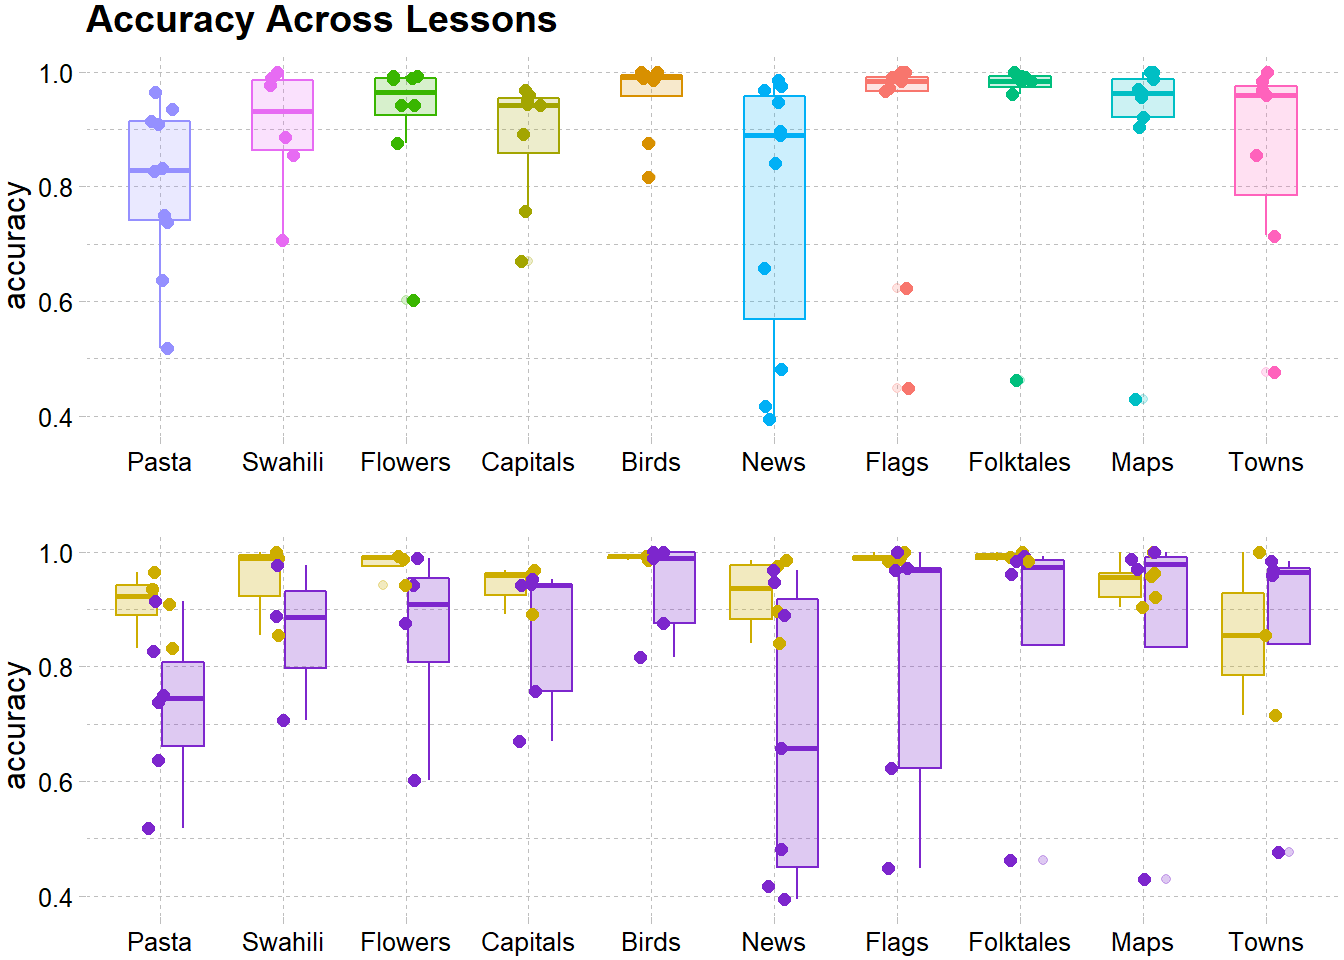 Accuracy Across Lessons
accuracy
1.0
0.8
0.6
0.4
Pasta Swahili Flowers Capitals Birds News Flags Folktales Maps Towns
accuracy
1.0
0.8
0.6
0.4
Pasta Swahili Flowers Capitals Birds News Flags Folktales Maps Towns